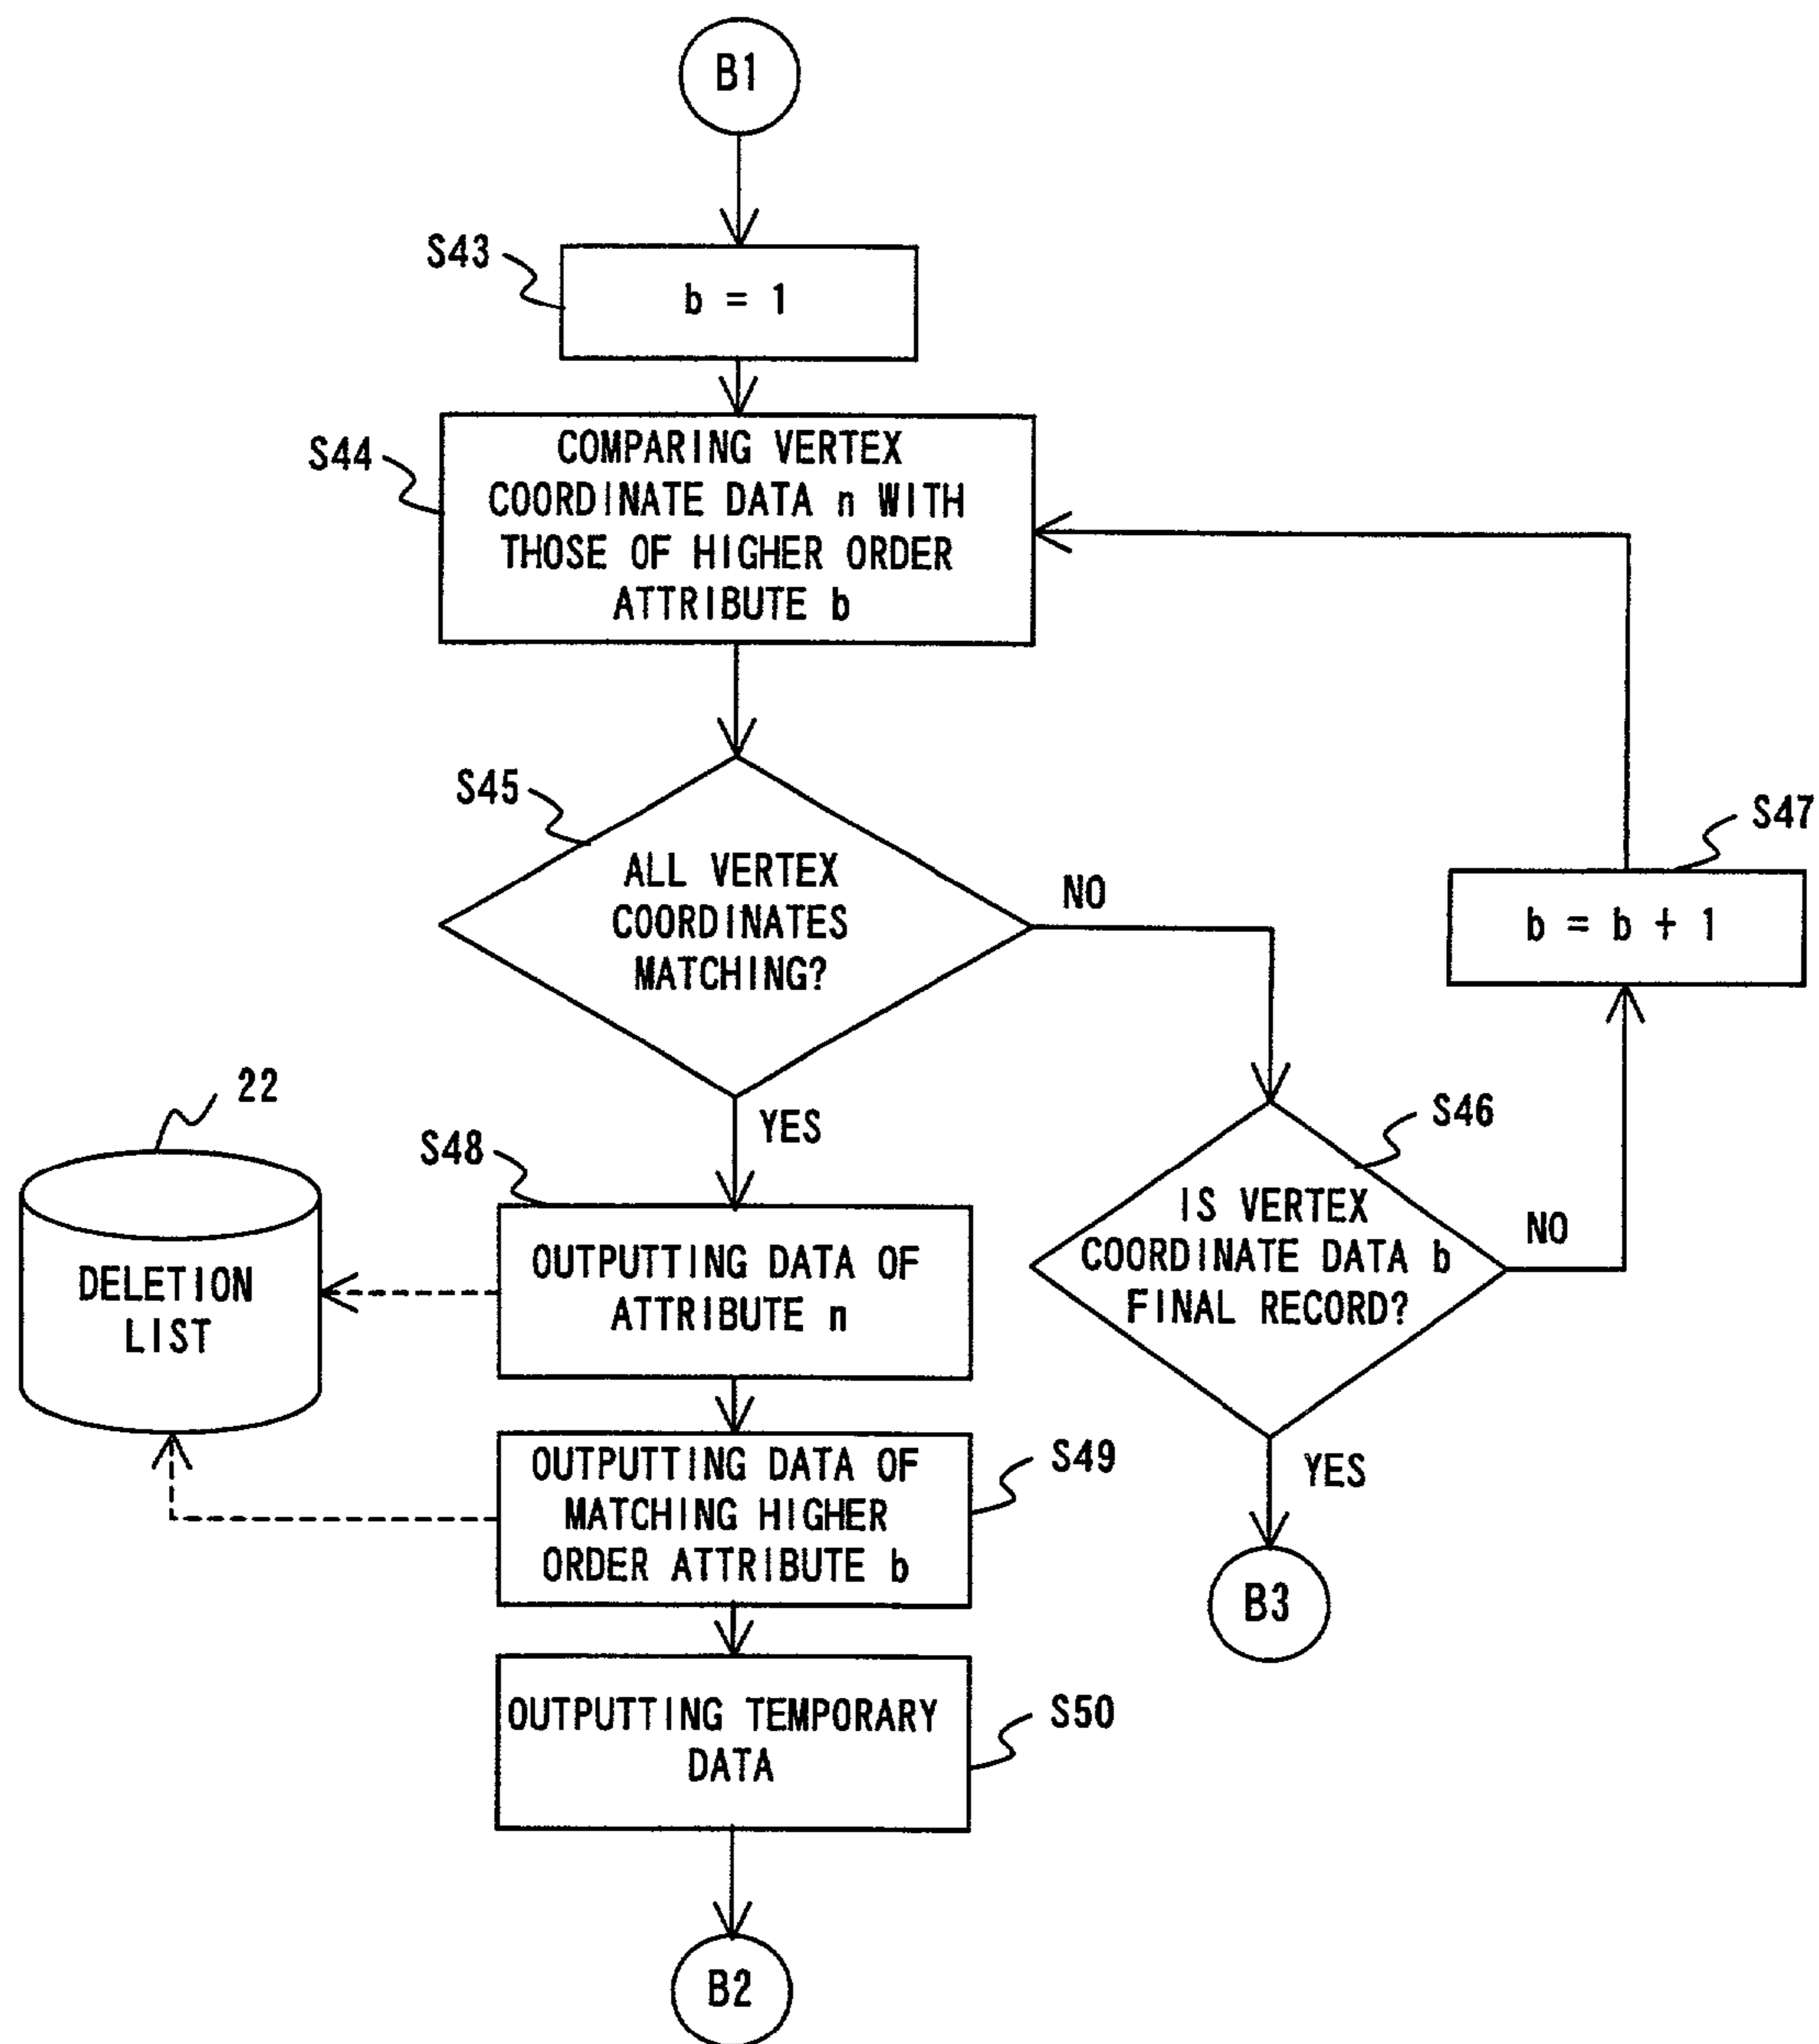 B1
S43
b = 1
S44
COMPARING VERTEX
COORDINATE DATA n WITH
THOSE OF HIGHER ORDER
ATTRIBUTE b
S45
ALL VERTEX
COORDINATES
MATCHING?
NO
S47
b = b + 1
YES
S46
IS VERTEX
COORDINATE DATA b
FINAL RECORD?
NO
YES
B3
22
DELETION
LIST
S48
OUTPUTTING DATA OF
ATTRIBUTE n
S49
OUTPUTTING DATA OF
MATCHING HIGHER
ORDER ATTRIBUTE b
S50
OUTPUTTING TEMPORARY
DATA
B2